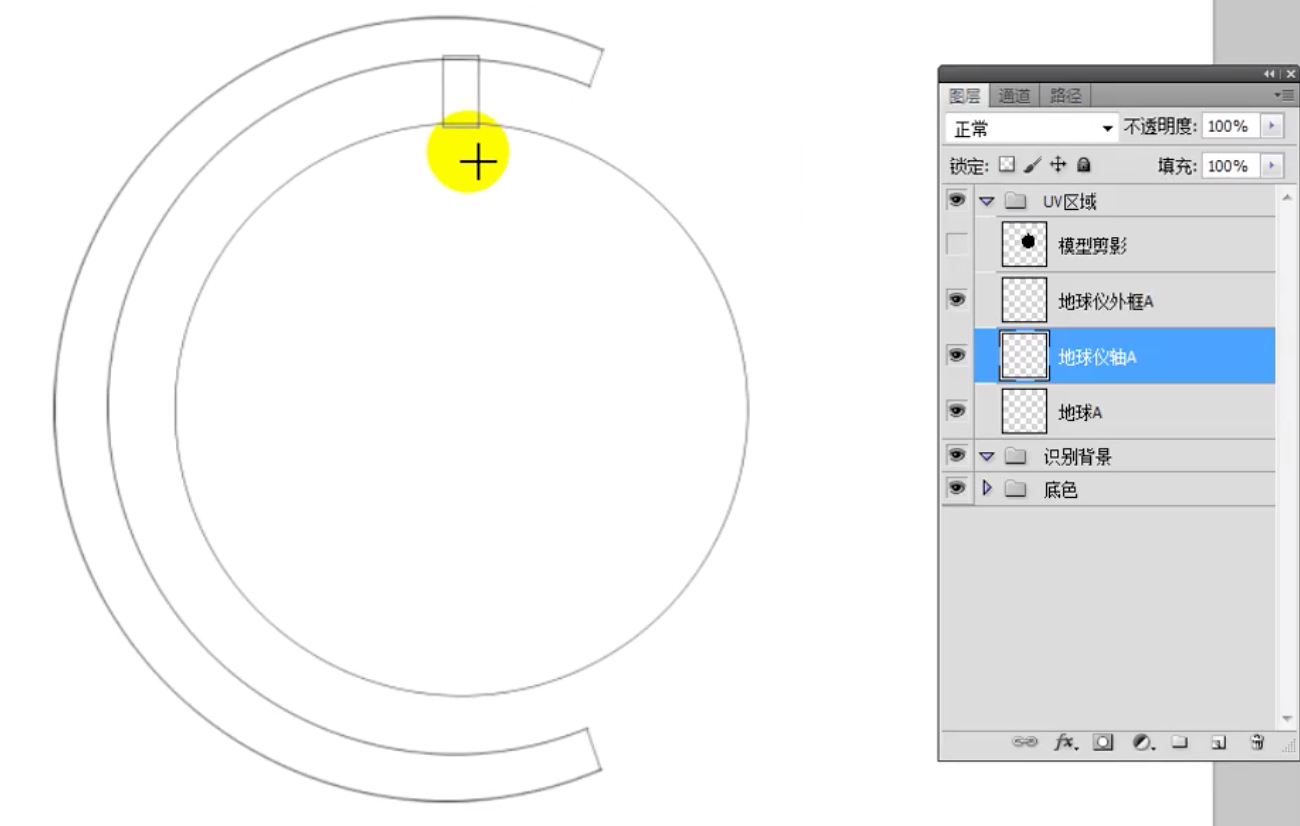 图层 通道 路径
正常 不透明度: 100%
锁定: 填充: 100%
UV区域
模型剪影
地球仪外框A
地球仪轴A
地球A
识别背景
底色
fx.